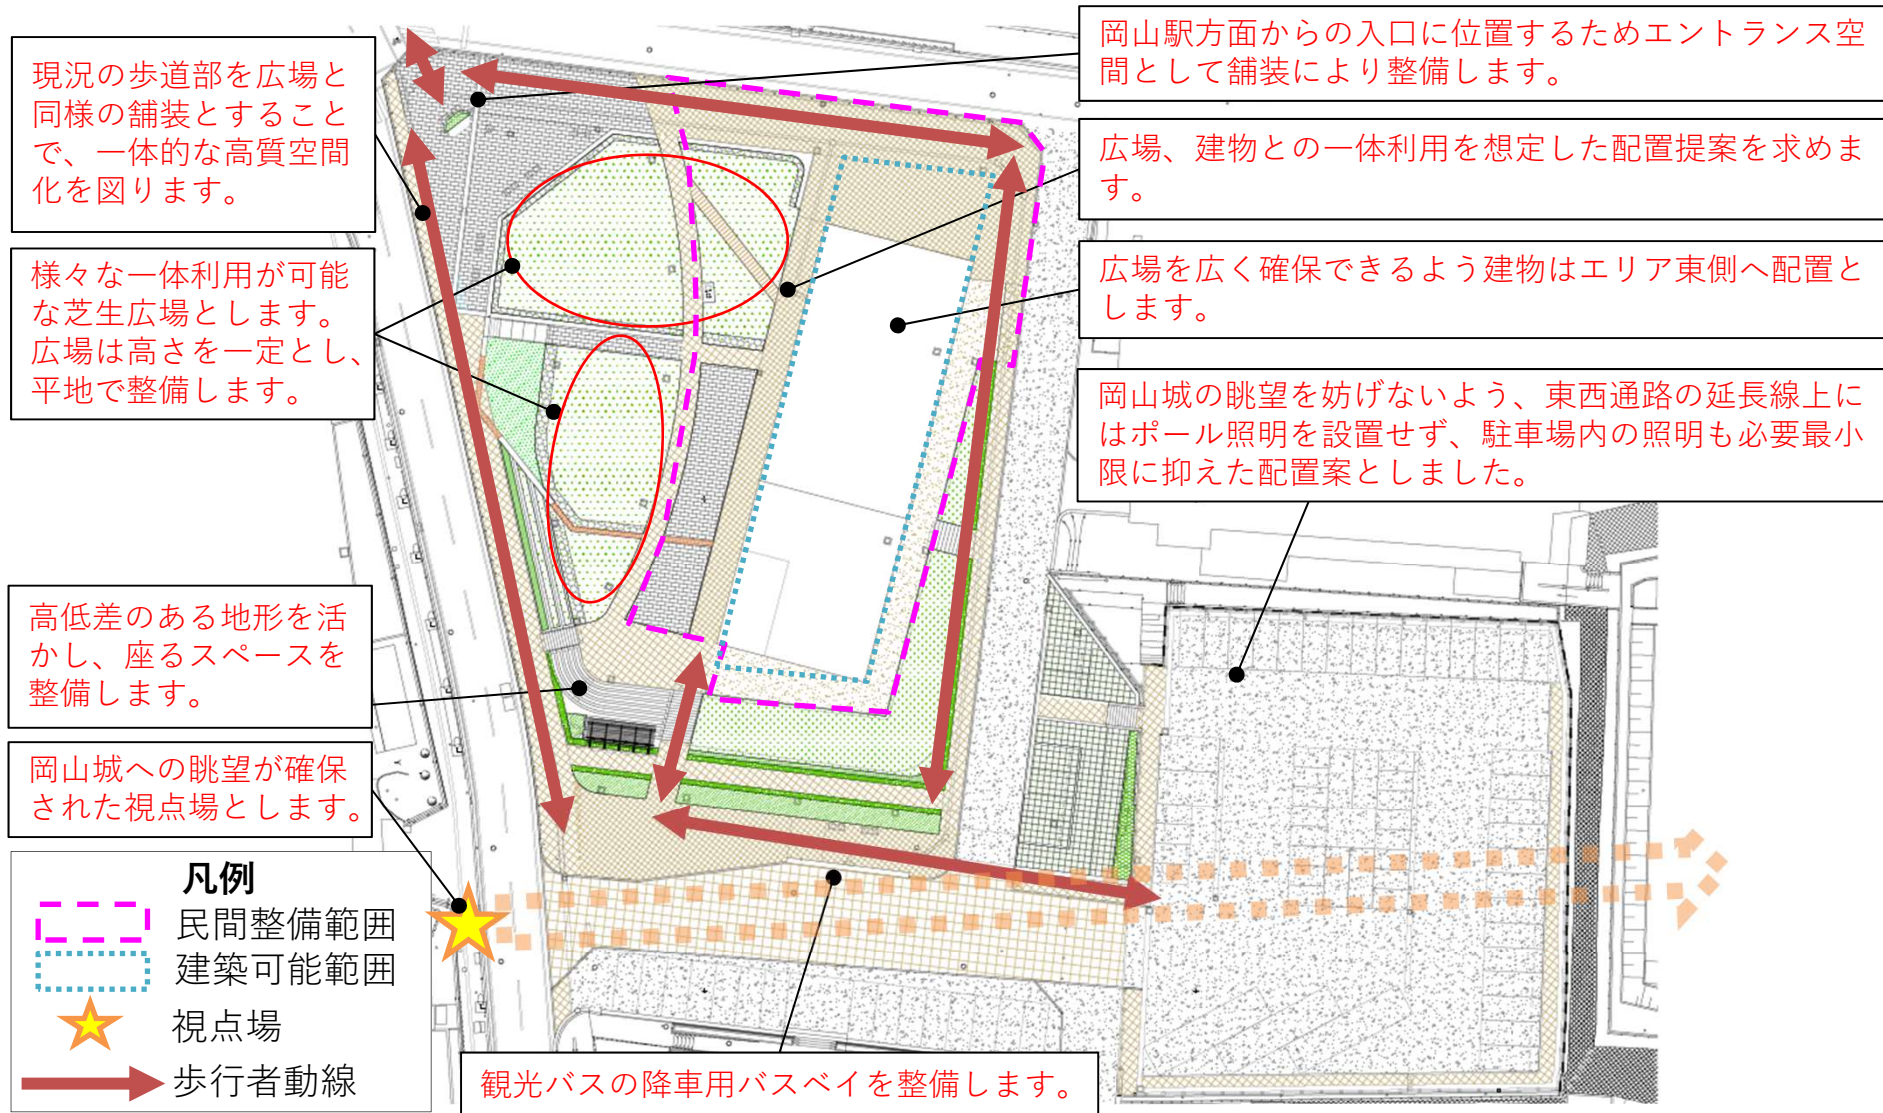 現況の歩道部を広場と
同様の舗装とすること
で、一体的な高質空間
化を図ります。
様々な一体利用が可能
な芝生広場とします。
広場は高さを一定とし、
平地で整備します。
高低差のある地形を活
かし、座るスペースを
整備します。
岡山城への眺望が確保
された視点場とします。
凡例
民間整備範囲
建築可能範囲
視点場
歩行者動線
岡山駅方面からの入口に位置するためエントランス空
間として舗装により整備します。
広場、建物との一体利用を想定した配置提案を求めま
す。
広場を広く確保できるよう建物はエリア東側へ配置と
します。
岡山城の眺望を妨げないよう、東西通路の延長線上に
はポール照明を設置せず、駐車場内の照明も必要最小
限に抑えた配置案としました。
観光バスの降車用バスベイを整備します。